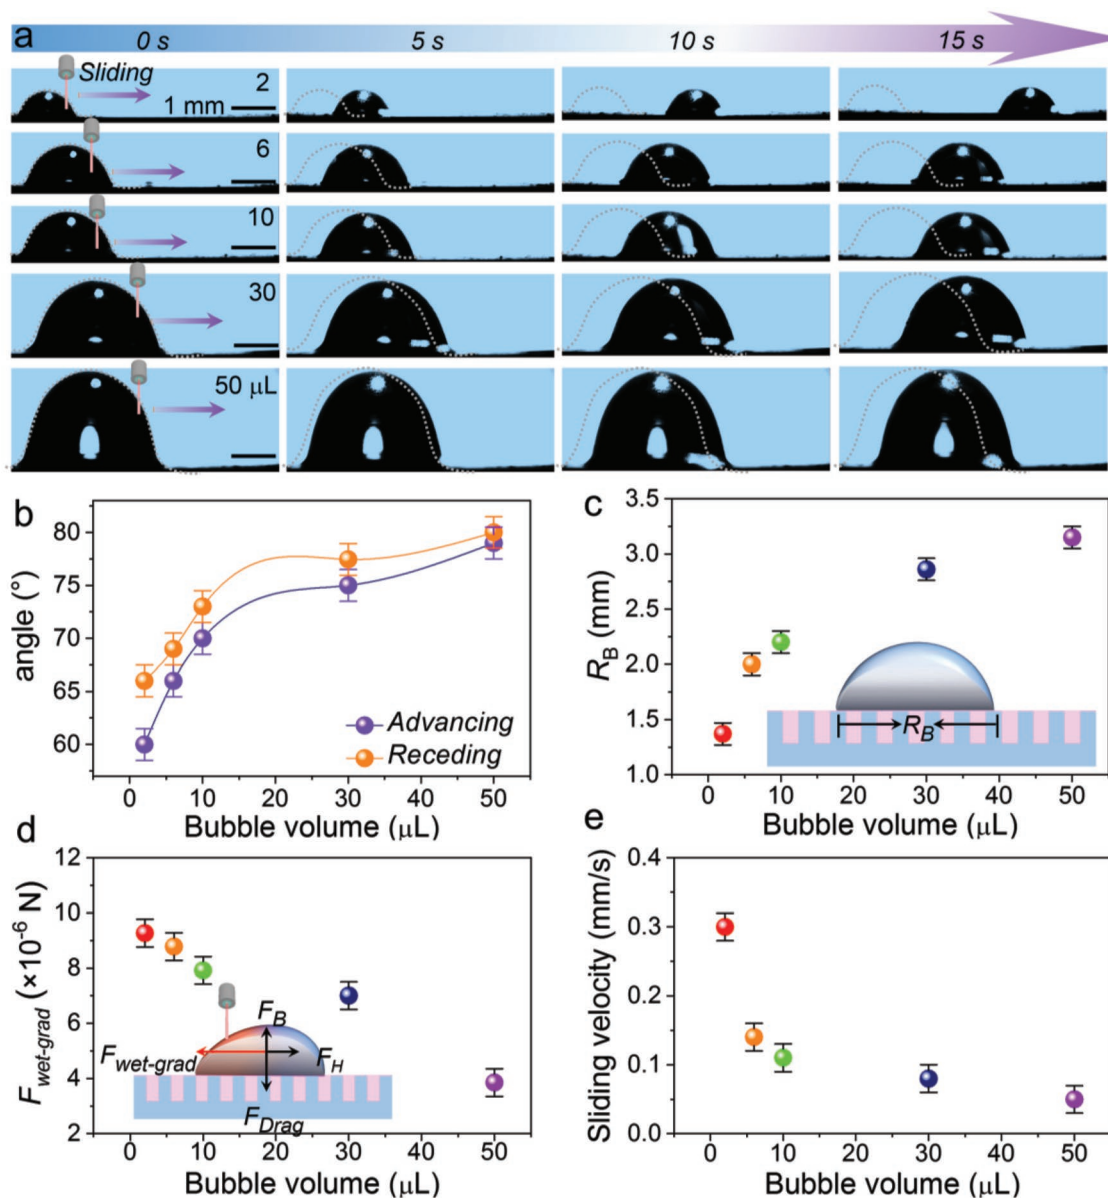 a
0 s 5 s 10 s 15 s
Sliding
2
1 mm
6
10
30
50 μL
b
angle (°)
80
75
70
65
60
Advancing
Receding
0 10 20 30 40 50
Bubble volume (μL)
c
R_B (mm)
3.5
3.0
2.5
2.0
1.5
1.0
R_B
0 10 20 30 40 50
Bubble volume (μL)
d
F_wet-grad (×10⁻⁶ N)
12
10
8
6
4
2
F_B
F_wet-grad
F_H
F_Drag
0 10 20 30 40 50
Bubble volume (μL)
e
Sliding velocity (mm/s)
0.4
0.3
0.2
0.1
0.0
0 10 20 30 40 50
Bubble volume (μL)